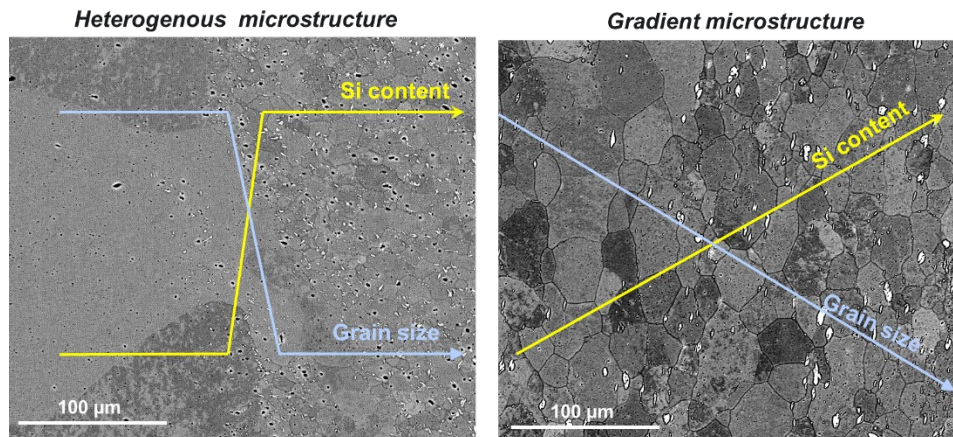 Heterogenous microstructure
Gradient microstructure
Si content
Grain size
100 µm
Si content
Grain size
100 µm